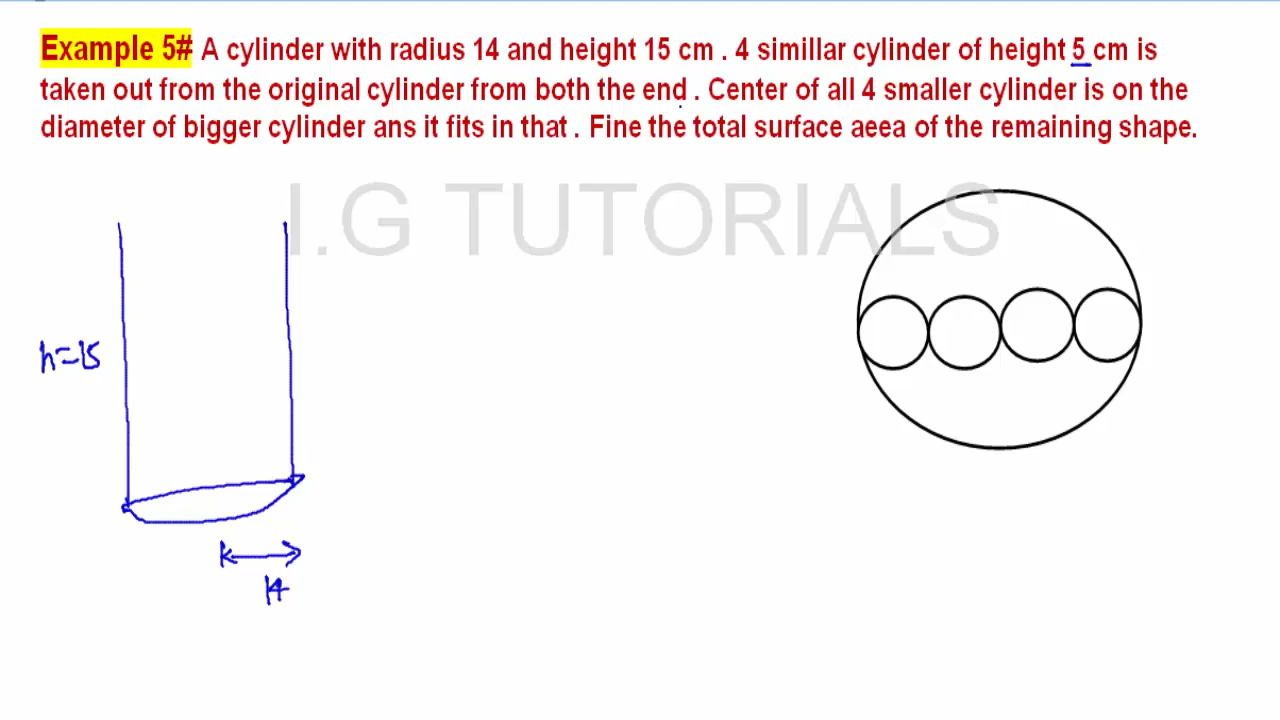 Example 5# A cylinder with radius 14 and height 15 cm . 4 simillar cylinder of height 5 cm is
taken out from the original cylinder from both the end . Center of all 4 smaller cylinder is on the
diameter of bigger cylinder ans it fits in that . Fine the total surface aeea of the remaining shape.
I.G TUTORIALS
h=15
14